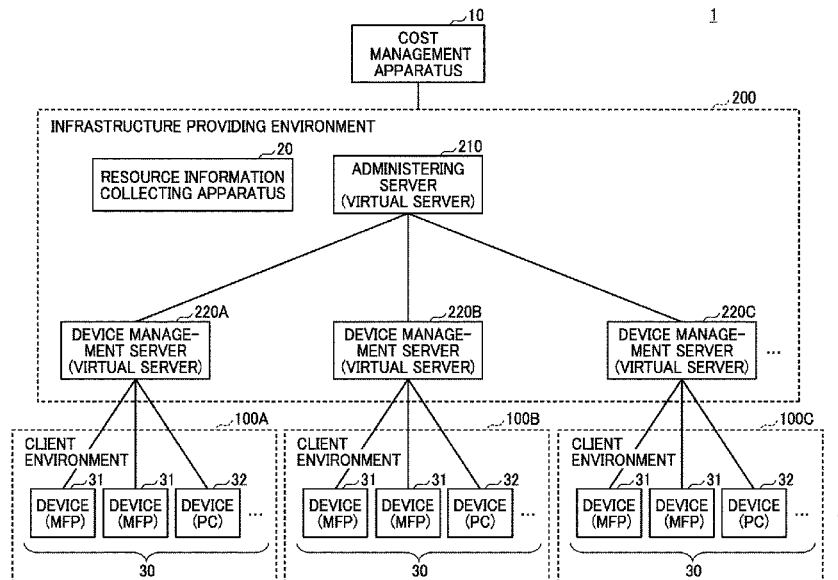 10
1
COST
MANAGEMENT
APPARATUS
200
INFRASTRUCTURE PROVIDING ENVIRONMENT
20
RESOURCE INFORMATION
COLLECTING APPARATUS
210
ADMINISTERING
SERVER
(VIRTUAL SERVER)
220A
DEVICE MANAGE-
MENT SERVER
(VIRTUAL SERVER)
220B
DEVICE MANAGE-
MENT SERVER
(VIRTUAL SERVER)
220C
DEVICE MANAGE-
MENT SERVER
(VIRTUAL SERVER)
...
100A
CLIENT
ENVIRONMENT
31
DEVICE
(MFP)
31
DEVICE
(MFP)
32
DEVICE
(PC)
...
30
100B
CLIENT
ENVIRONMENT
31
DEVICE
(MFP)
31
DEVICE
(MFP)
32
DEVICE
(PC)
...
30
100C
CLIENT
ENVIRONMENT
31
DEVICE
(MFP)
31
DEVICE
(MFP)
32
DEVICE
(PC)
...
30